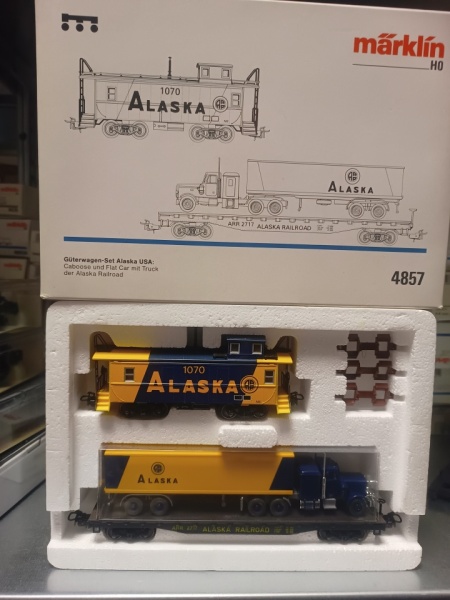 märklin
H0
1070
ALASKA
ALASKA
ARR 2717 ALASKA RAILROAD
Güterwagen-Set Alaska USA:
Caboose und Flat Car mit Truck
der Alaska Railroad
4857
1070
ALASKA
ALASKA
ALASKA RAILROAD